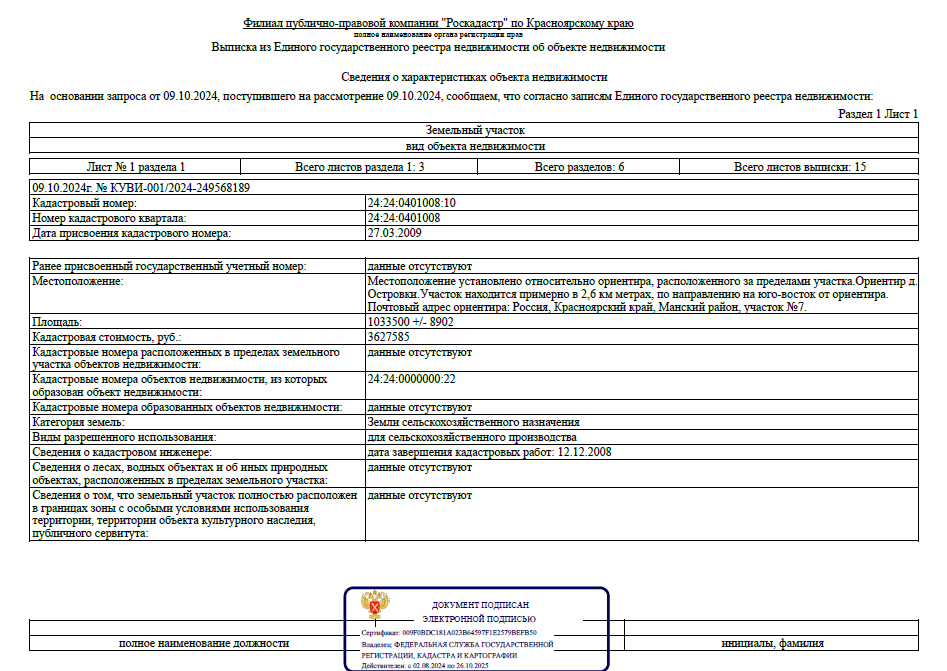 Филиал публично-правовой компании "Роскадастр" по Красноярскому краю
полное наименование органа регистрации прав
Выписка из Единого государственного реестра недвижимости об объекте недвижимости
Сведения о характеристиках объекта недвижимости
На основании запроса от 09.10.2024, поступившего на рассмотрение 09.10.2024, сообщаем, что согласно записям Единого государственного реестра недвижимости:
Раздел 1 Лист 1
Земельный участок
вид объекта недвижимости
Лист № 1 раздела 1 Всего листов раздела 1: 3 Всего разделов: 6 Всего листов выписки: 15
09.10.2024г. № КУВИ-001/2024-249568189
Кадастровый номер: 24:24:0401008:10
Номер кадастрового квартала: 24:24:0401008
Дата присвоения кадастрового номера: 27.03.2009
Ранее присвоенный государственный учетный номер: данные отсутствуют
Местоположение: Местоположение установлено относительно ориентира, расположенного за пределами участка.Ориентир д.
Островки.Участок находится примерно в 2,6 км метрах, по направлению на юго-восток от ориентира.
Почтовый адрес ориентира: Россия, Красноярский край, Манский район, участок №7.
Площадь: 1033500 +/- 8902
Кадастровая стоимость, руб.: 3627585
Кадастровые номера расположенных в пределах земельного данные отсутствуют
участка объектов недвижимости:
Кадастровые номера объектов недвижимости, из которых 24:24:0000000:22
образован объект недвижимости:
Кадастровые номера образованных объектов недвижимости: данные отсутствуют
Категория земель: Земли сельскохозяйственного назначения
Виды разрешенного использования: для сельскохозяйственного производства
Сведения о кадастровом инженере: дата завершения кадастровых работ: 12.12.2008
Сведения о лесах, водных объектах и об иных природных данные отсутствуют
объектах, расположенных в пределах земельного участка:
Сведения о том, что земельный участок полностью расположен данные отсутствуют
в границах зоны с особыми условиями использования
территории, территории объекта культурного наследия,
публичного сервитута:
ДОКУМЕНТ ПОДПИСАН
ЭЛЕКТРОННОЙ ПОДПИСЬЮ
Сертификат: 009F0BDC181A023B64597F1E2579BEFB50
Владелец: ФЕДЕРАЛЬНАЯ СЛУЖБА ГОСУДАРСТВЕННОЙ
РЕГИСТРАЦИИ, КАДАСТРА И КАРТОГРАФИИ
Действителен: с 02.08.2024 по 26.10.2025
полное наименование должности инициалы, фамилия